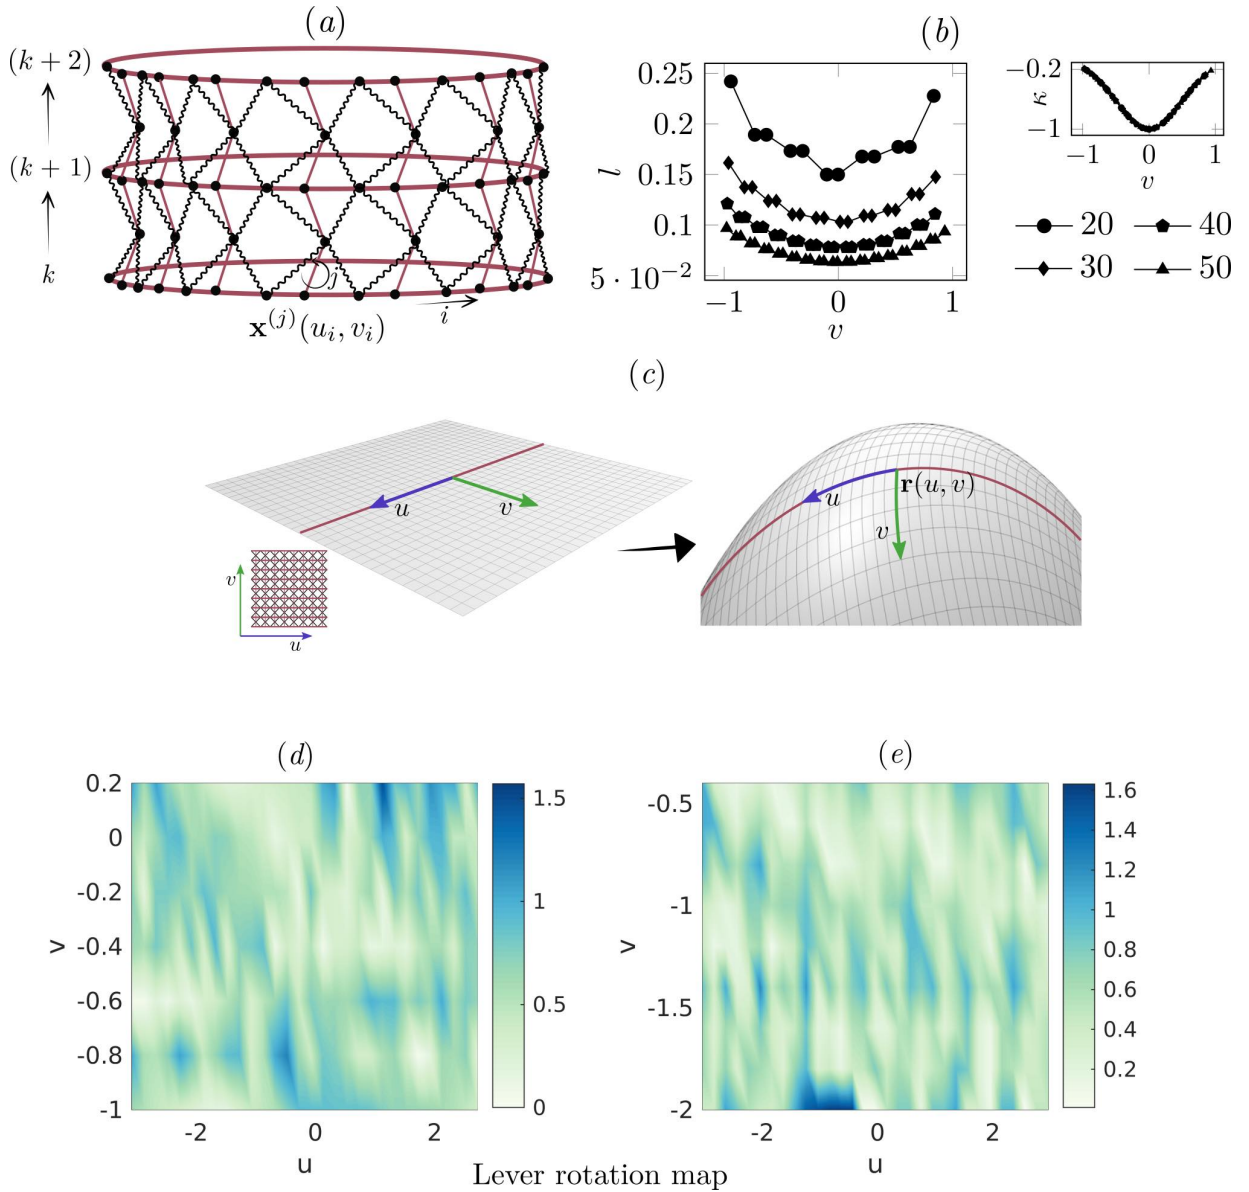 (a)
(k + 2)
(k + 1)
k
j
i
x^(j)(u_i, v_i)
(b)
0.25
0.2
0.15
0.1
5 · 10^−2
l
−1
0
1
v
−0.2
κ
−1
−1
0
1
v
20
40
30
50
(c)
u
v
v
u
r(u, v)
u
v
(d)
0.2
0
-0.2
-0.4
-0.6
-0.8
-1
v
-2
0
2
u
1.5
1
0.5
0
(e)
-0.5
-1
-1.5
-2
v
-2
0
2
u
1.6
1.4
1.2
1
0.8
0.6
0.4
0.2
Lever rotation map